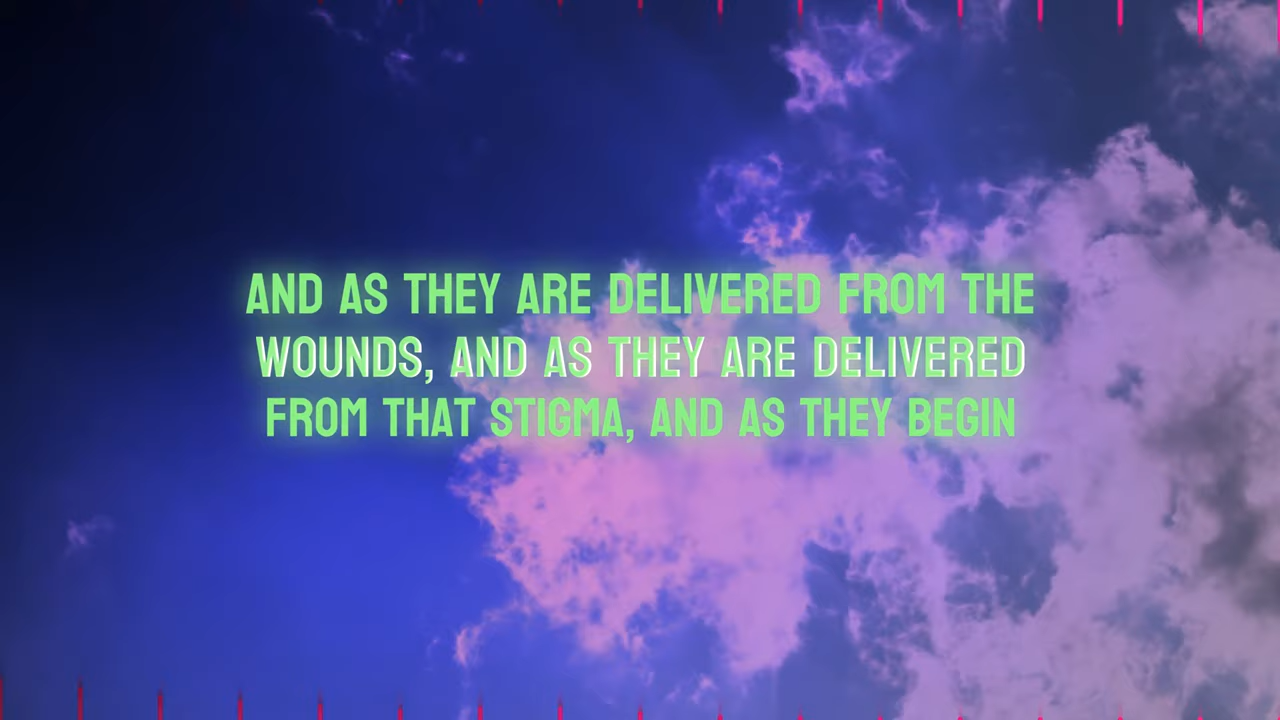 AND AS THEY ARE DELIVERED FROM THE
WOUNDS, AND AS THEY ARE DELIVERED
FROM THAT STIGMA, AND AS THEY BEGIN